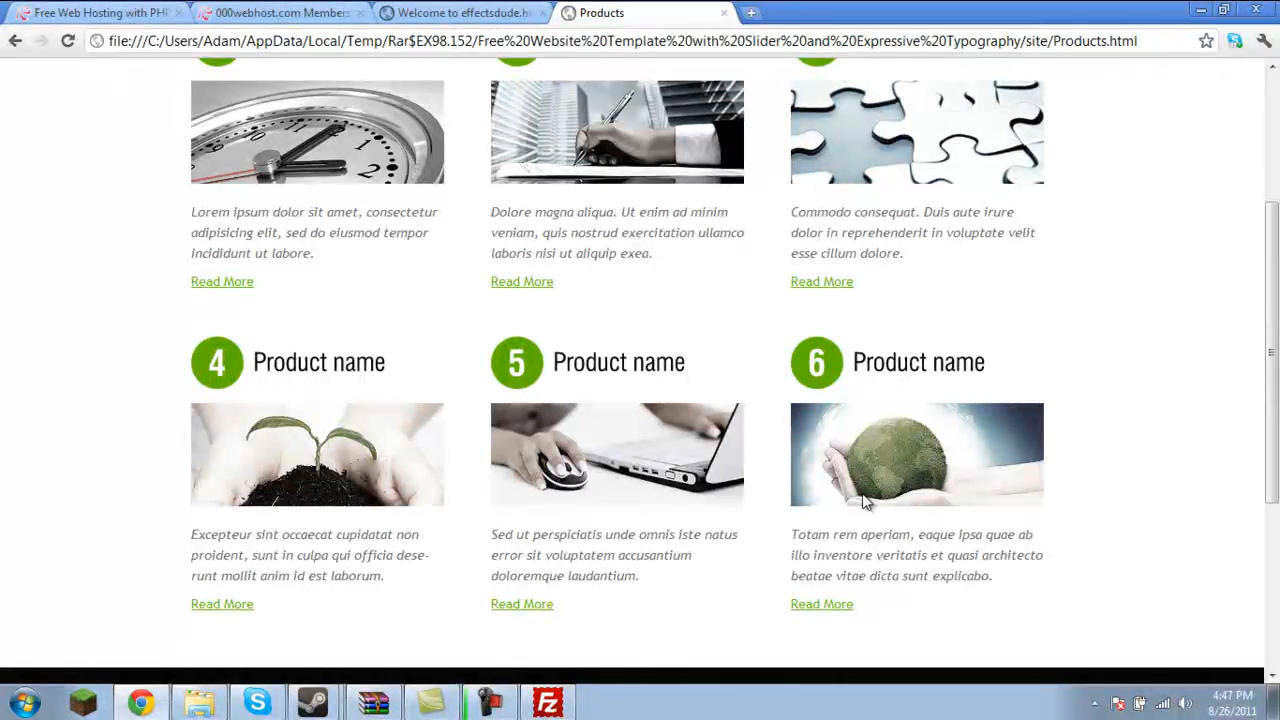 Free Web Hosting with PHP
000webhost.com Members
Welcome to effectsdude.h
Products
file:///C:/Users/Adam/AppData/Local/Temp/Rar$EX98.152/Free%20Website%20Template%20with%20Slider%20and%20Expressive%20Typography/site/Products.html
Lorem ipsum dolor sit amet, consectetur
adipisicing elit, sed do eiusmod tempor
incididunt ut labore.
Read More
Dolore magna aliqua. Ut enim ad minim
veniam, quis nostrud exercitation ullamco
laboris nisi ut aliquip exea.
Read More
Commodo consequat. Duis aute irure
dolor in reprehenderit in voluptate velit
esse cillum dolore.
Read More
4 Product name
Excepteur sint occaecat cupidatat non
proident, sunt in culpa qui officia dese-
runt mollit anim id est laborum.
Read More
5 Product name
Sed ut perspiciatis unde omnis iste natus
error sit voluptatem accusantium
doloremque laudantium.
Read More
6 Product name
Totam rem aperiam, eaque ipsa quae ab
illo inventore veritatis et quasi architecto
beatae vitae dicta sunt explicabo.
Read More
4:47 PM
8/26/2011